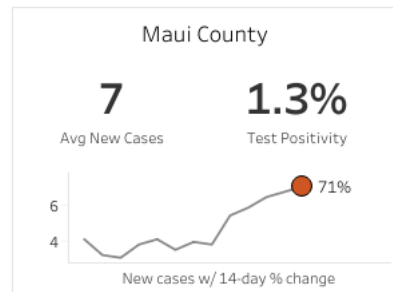 Maui County
7 1.3%
Avg New Cases Test Positivity
71%
6
4
New cases w/ 14-day % change